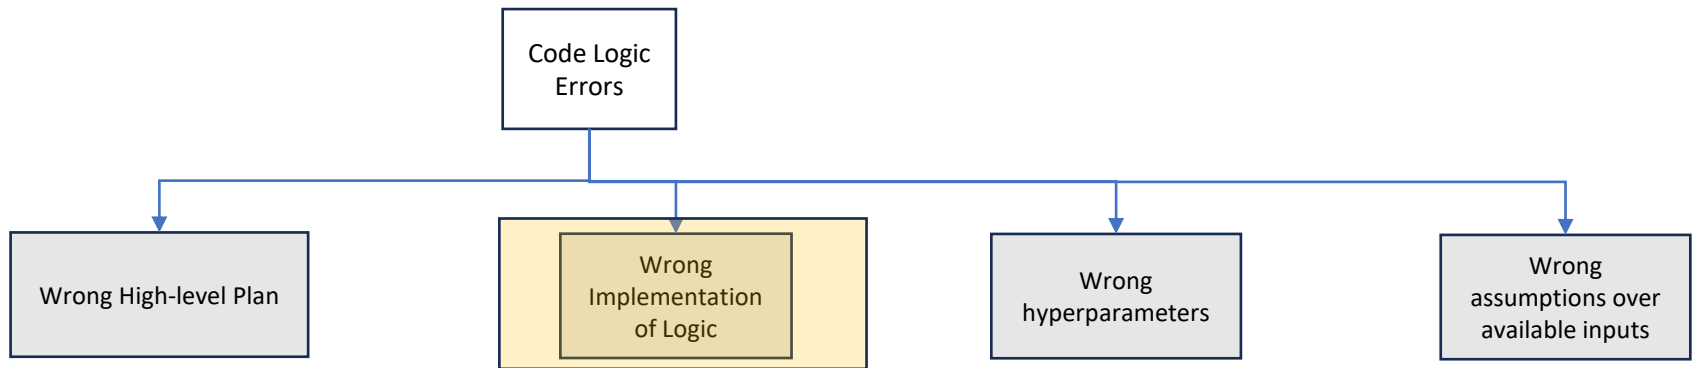 Code Logic
Errors
Wrong High-level Plan
Wrong
Implementation
of Logic
Wrong
hyperparameters
Wrong
assumptions over
available inputs